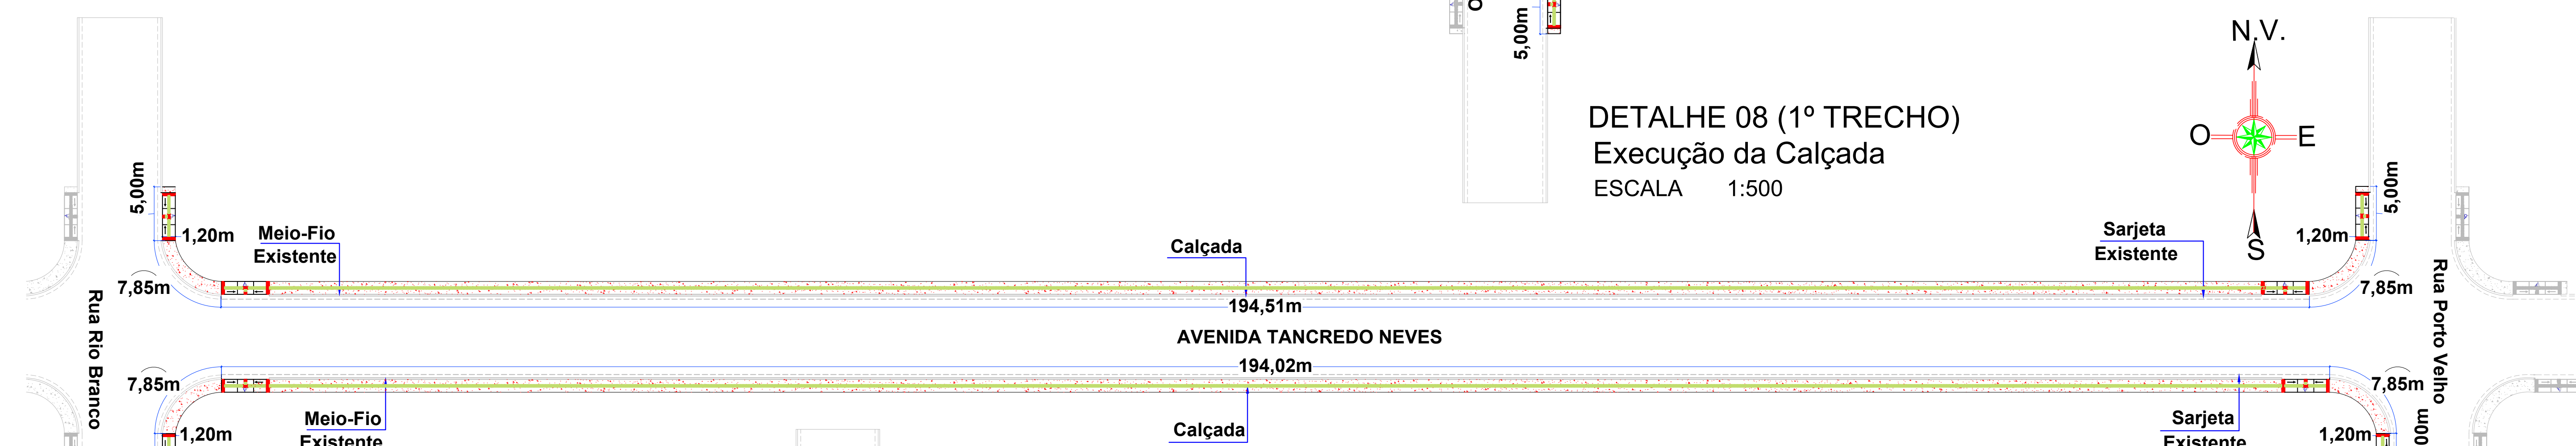 5,00m
N.V.
DETALHE 08 (1º TRECHO)
Execução da Calçada
ESCALA 1:500
O
E
S
5,00m
5,00m
1,20m
Meio-Fio
Existente
Calçada
Sarjeta
Existente
1,20m
7,85m
7,85m
194,51m
Rua Rio Branco
AVENIDA TANCREDO NEVES
Rua Porto Velho
194,02m
7,85m
7,85m
Meio-Fio
Existente
Calçada
Sarjeta
Existente
1,20m
1,20m